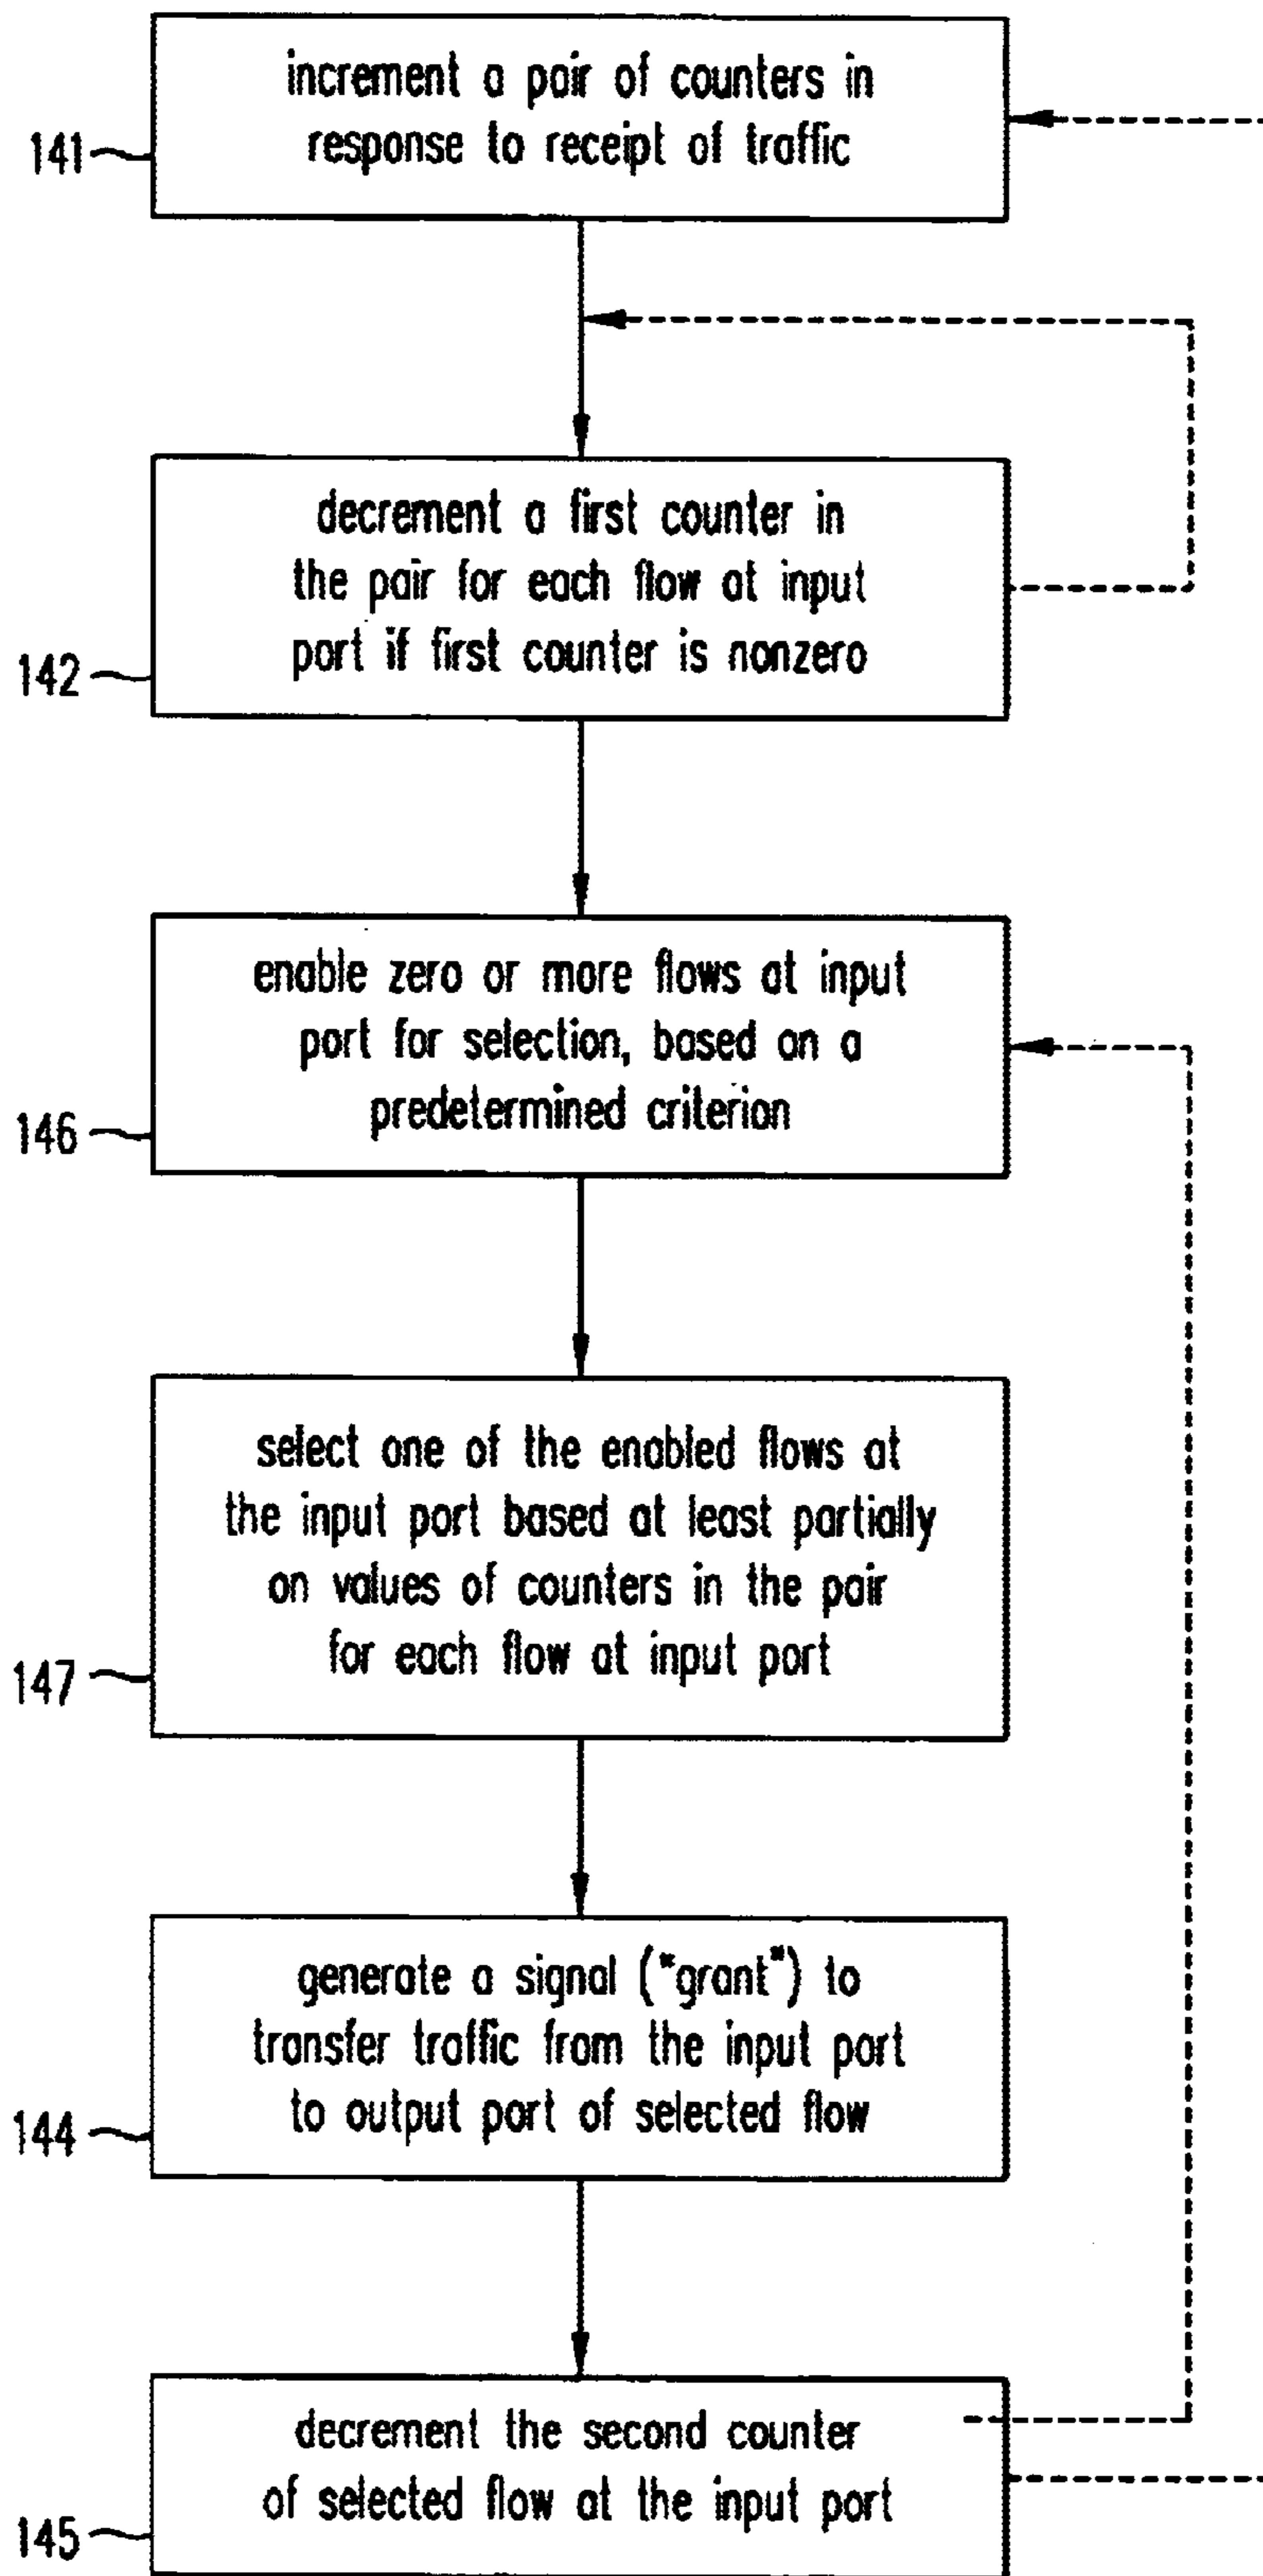 increment a pair of counters in
response to receipt of traffic
141
decrement a first counter in
the pair for each flow at input
port if first counter is nonzero
142
enable zero or more flows at input
port for selection, based on a
predetermined criterion
146
select one of the enabled flows at
the input port based at least partially
on values of counters in the pair
for each flow at input port
147
generate a signal ("grant") to
transfer traffic from the input port
to output port of selected flow
144
decrement the second counter
of selected flow at the input port
145